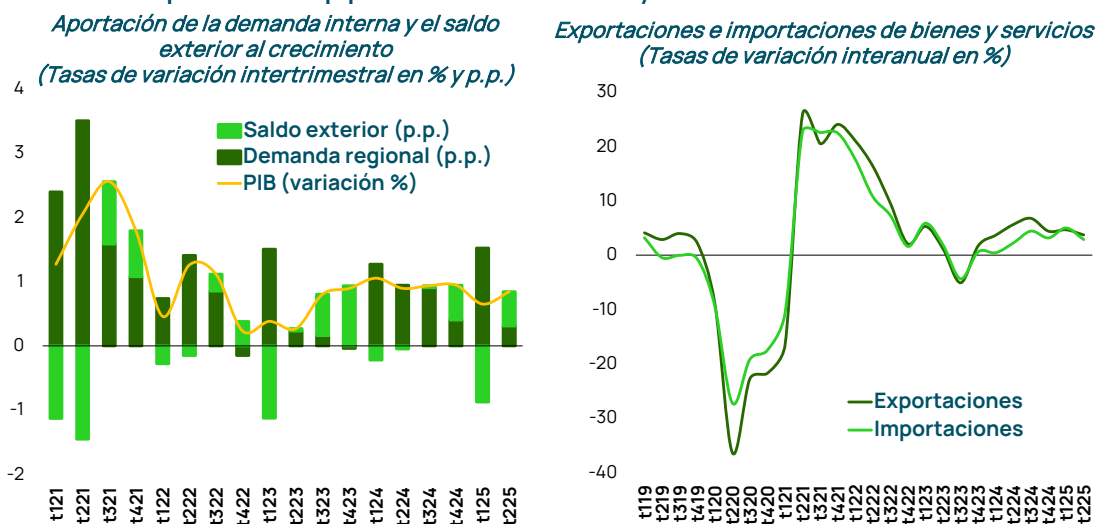 Aportación de la demanda interna y el saldo
exterior al crecimiento
(Tasas de variación intertrimestral en % y p.p.)
4
3
2
1
0
-1
-2
Saldo exterior (p.p.)
Demanda regional (p.p.)
PIB (variación %)
t121
t221
t321
t421
t122
t222
t322
t422
t123
t223
t323
t423
t124
t224
t324
t424
t125
t225
Exportaciones e importaciones de bienes y servicios
(Tasas de variación interanual en %)
30
20
10
0
-10
-20
-30
-40
Exportaciones
Importaciones
t119
t219
t319
t419
t120
t220
t320
t420
t121
t221
t321
t421
t122
t222
t322
t422
t123
t223
t323
t423
t124
t224
t324
t424
t125
t225